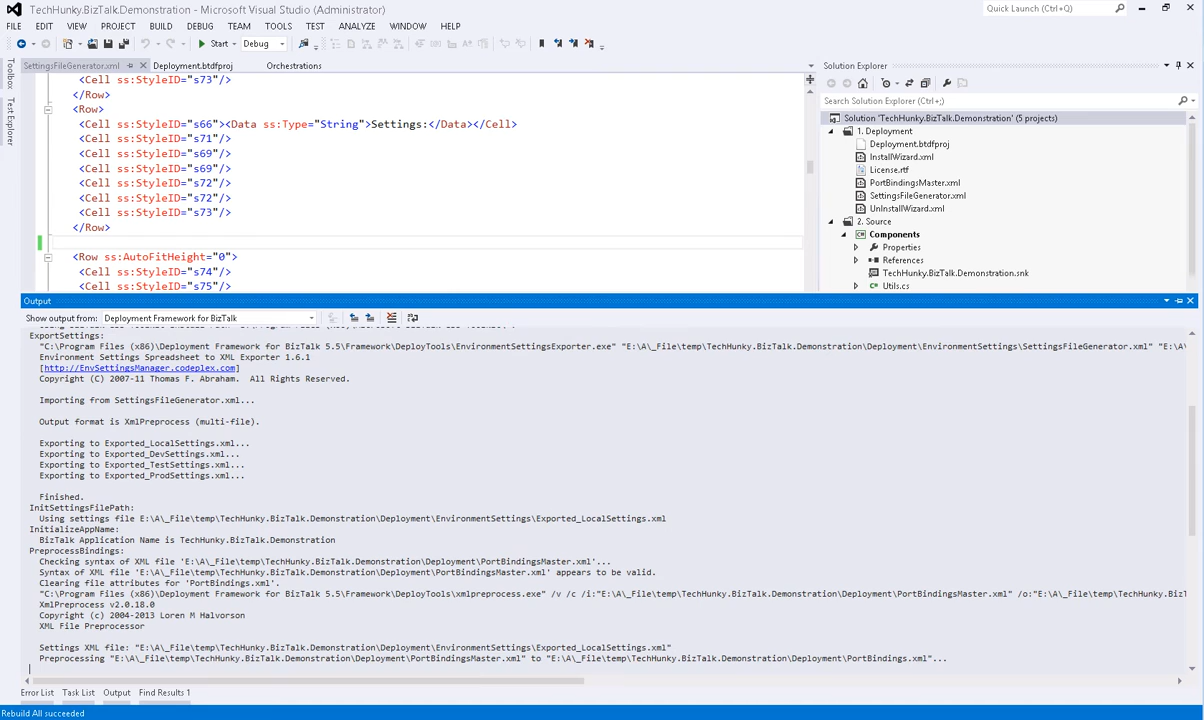 TechHunky.BizTalk.Demonstration - Microsoft Visual Studio (Administrator)
Quick Launch (Ctrl+Q)
FILE EDIT VIEW PROJECT BUILD DEBUG TEAM TOOLS TEST ANALYZE WINDOW HELP
Start Debug
SettingsFileGenerator.xml Deployment.btdfproj Orchestrations
Toolbox
Test Explorer
<Cell ss:StyleID="s73"/>
</Row>
<Row>
<Cell ss:StyleID="s66"><Data ss:Type="String">Settings:</Data></Cell>
<Cell ss:StyleID="s71"/>
<Cell ss:StyleID="s69"/>
<Cell ss:StyleID="s69"/>
<Cell ss:StyleID="s72"/>
<Cell ss:StyleID="s72"/>
<Cell ss:StyleID="s73"/>
</Row>
<Row ss:AutoFitHeight="0">
<Cell ss:StyleID="s74"/>
<Cell ss:StyleID="s75"/>
Solution Explorer
Search Solution Explorer (Ctrl+;)
Solution 'TechHunky.BizTalk.Demonstration' (5 projects)
1. Deployment
Deployment.btdfproj
InstallWizard.xml
License.rtf
PortBindingsMaster.xml
SettingsFileGenerator.xml
UnInstallWizard.xml
2. Source
Components
Properties
References
TechHunky.BizTalk.Demonstration.snk
Utils.cs
Output
Show output from: Deployment Framework for BizTalk
ExportSettings:
"C:\Program Files (x86)\Deployment Framework for BizTalk 5.5\Framework\DeployTools\EnvironmentSettingsExporter.exe" "E:\A\_File\temp\TechHunky.BizTalk.Demonstration\Deployment\EnvironmentSettings\SettingsFileGenerator.xml" "E:\A\
Environment Settings Spreadsheet to XML Exporter 1.6.1
[http://EnvSettingsManager.codeplex.com]
Copyright (C) 2007-11 Thomas F. Abraham.  All Rights Reserved.
Importing from SettingsFileGenerator.xml...
Output format is XmlPreprocess (multi-file).
Exporting to Exported_LocalSettings.xml...
Exporting to Exported_DevSettings.xml...
Exporting to Exported_TestSettings.xml...
Exporting to Exported_ProdSettings.xml...
Finished.
InitSettingsFilePath:
Using settings file E:\A\_File\temp\TechHunky.BizTalk.Demonstration\Deployment\EnvironmentSettings\Exported_LocalSettings.xml
InitializeAppName:
BizTalk Application Name is TechHunky.BizTalk.Demonstration
PreprocessBindings:
Checking syntax of XML file 'E:\A\_File\temp\TechHunky.BizTalk.Demonstration\Deployment\PortBindingsMaster.xml'...
Syntax of XML file 'E:\A\_File\temp\TechHunky.BizTalk.Demonstration\Deployment\PortBindingsMaster.xml' appears to be valid.
Clearing file attributes for 'PortBindings.xml'.
"C:\Program Files (x86)\Deployment Framework for BizTalk 5.5\Framework\DeployTools\xmlpreprocess.exe" /v /c /i:"E:\A\_File\temp\TechHunky.BizTalk.Demonstration\Deployment\PortBindingsMaster.xml" /o:"E:\A\_File\temp\TechHunky.BizTa
XmlPreprocess v2.0.18.0
Copyright (c) 2004-2013 Loren M Halvorson
XML File Preprocessor
Settings XML file: "E:\A\_File\temp\TechHunky.BizTalk.Demonstration\Deployment\EnvironmentSettings\Exported_LocalSettings.xml"
Preprocessing "E:\A\_File\temp\TechHunky.BizTalk.Demonstration\Deployment\PortBindingsMaster.xml" to "E:\A\_File\temp\TechHunky.BizTalk.Demonstration\Deployment\PortBindings.xml"...
Error List Task List Output Find Results 1
Rebuild All succeeded